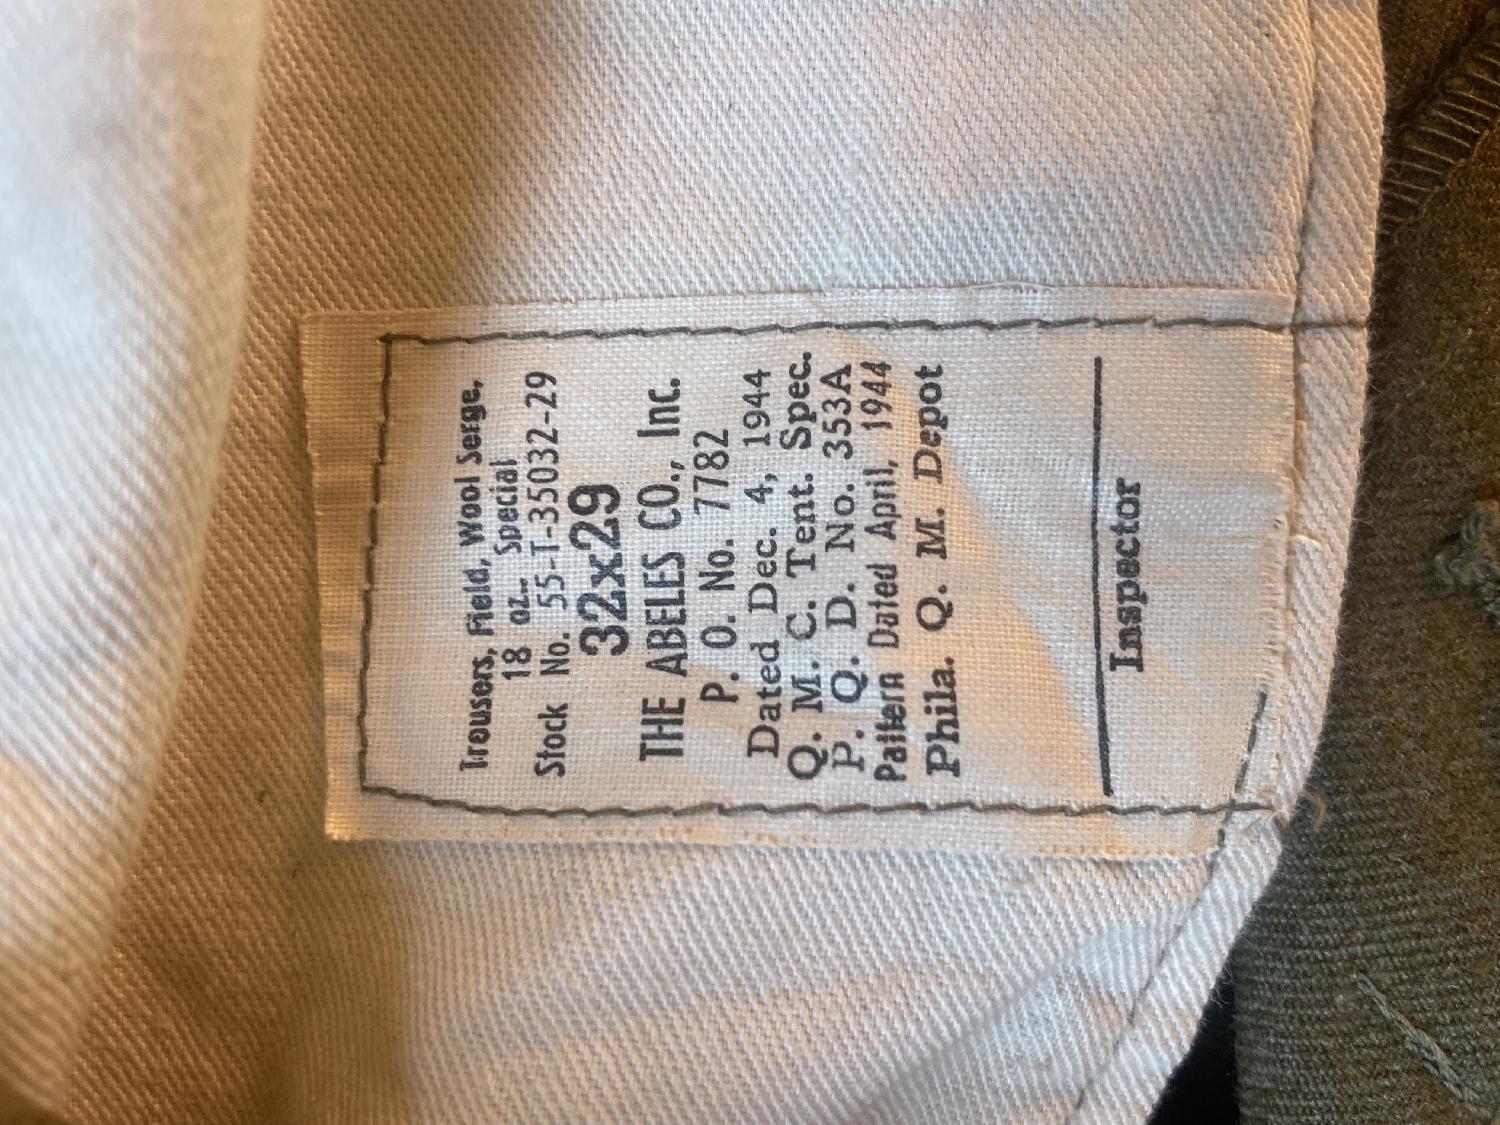 Trousers, Field, Wool Serge,
18 oz., Special
Stock No. 55-T-35032-29
32x29
THE ABELES CO., Inc.
P. O. No. 7782
Dated Dec. 4, 1944
Q. M. C. Tent. Spec.
P. Q. D. No. 353A
Pattern Dated April, 1944
Phila. Q. M. Depot
Inspector